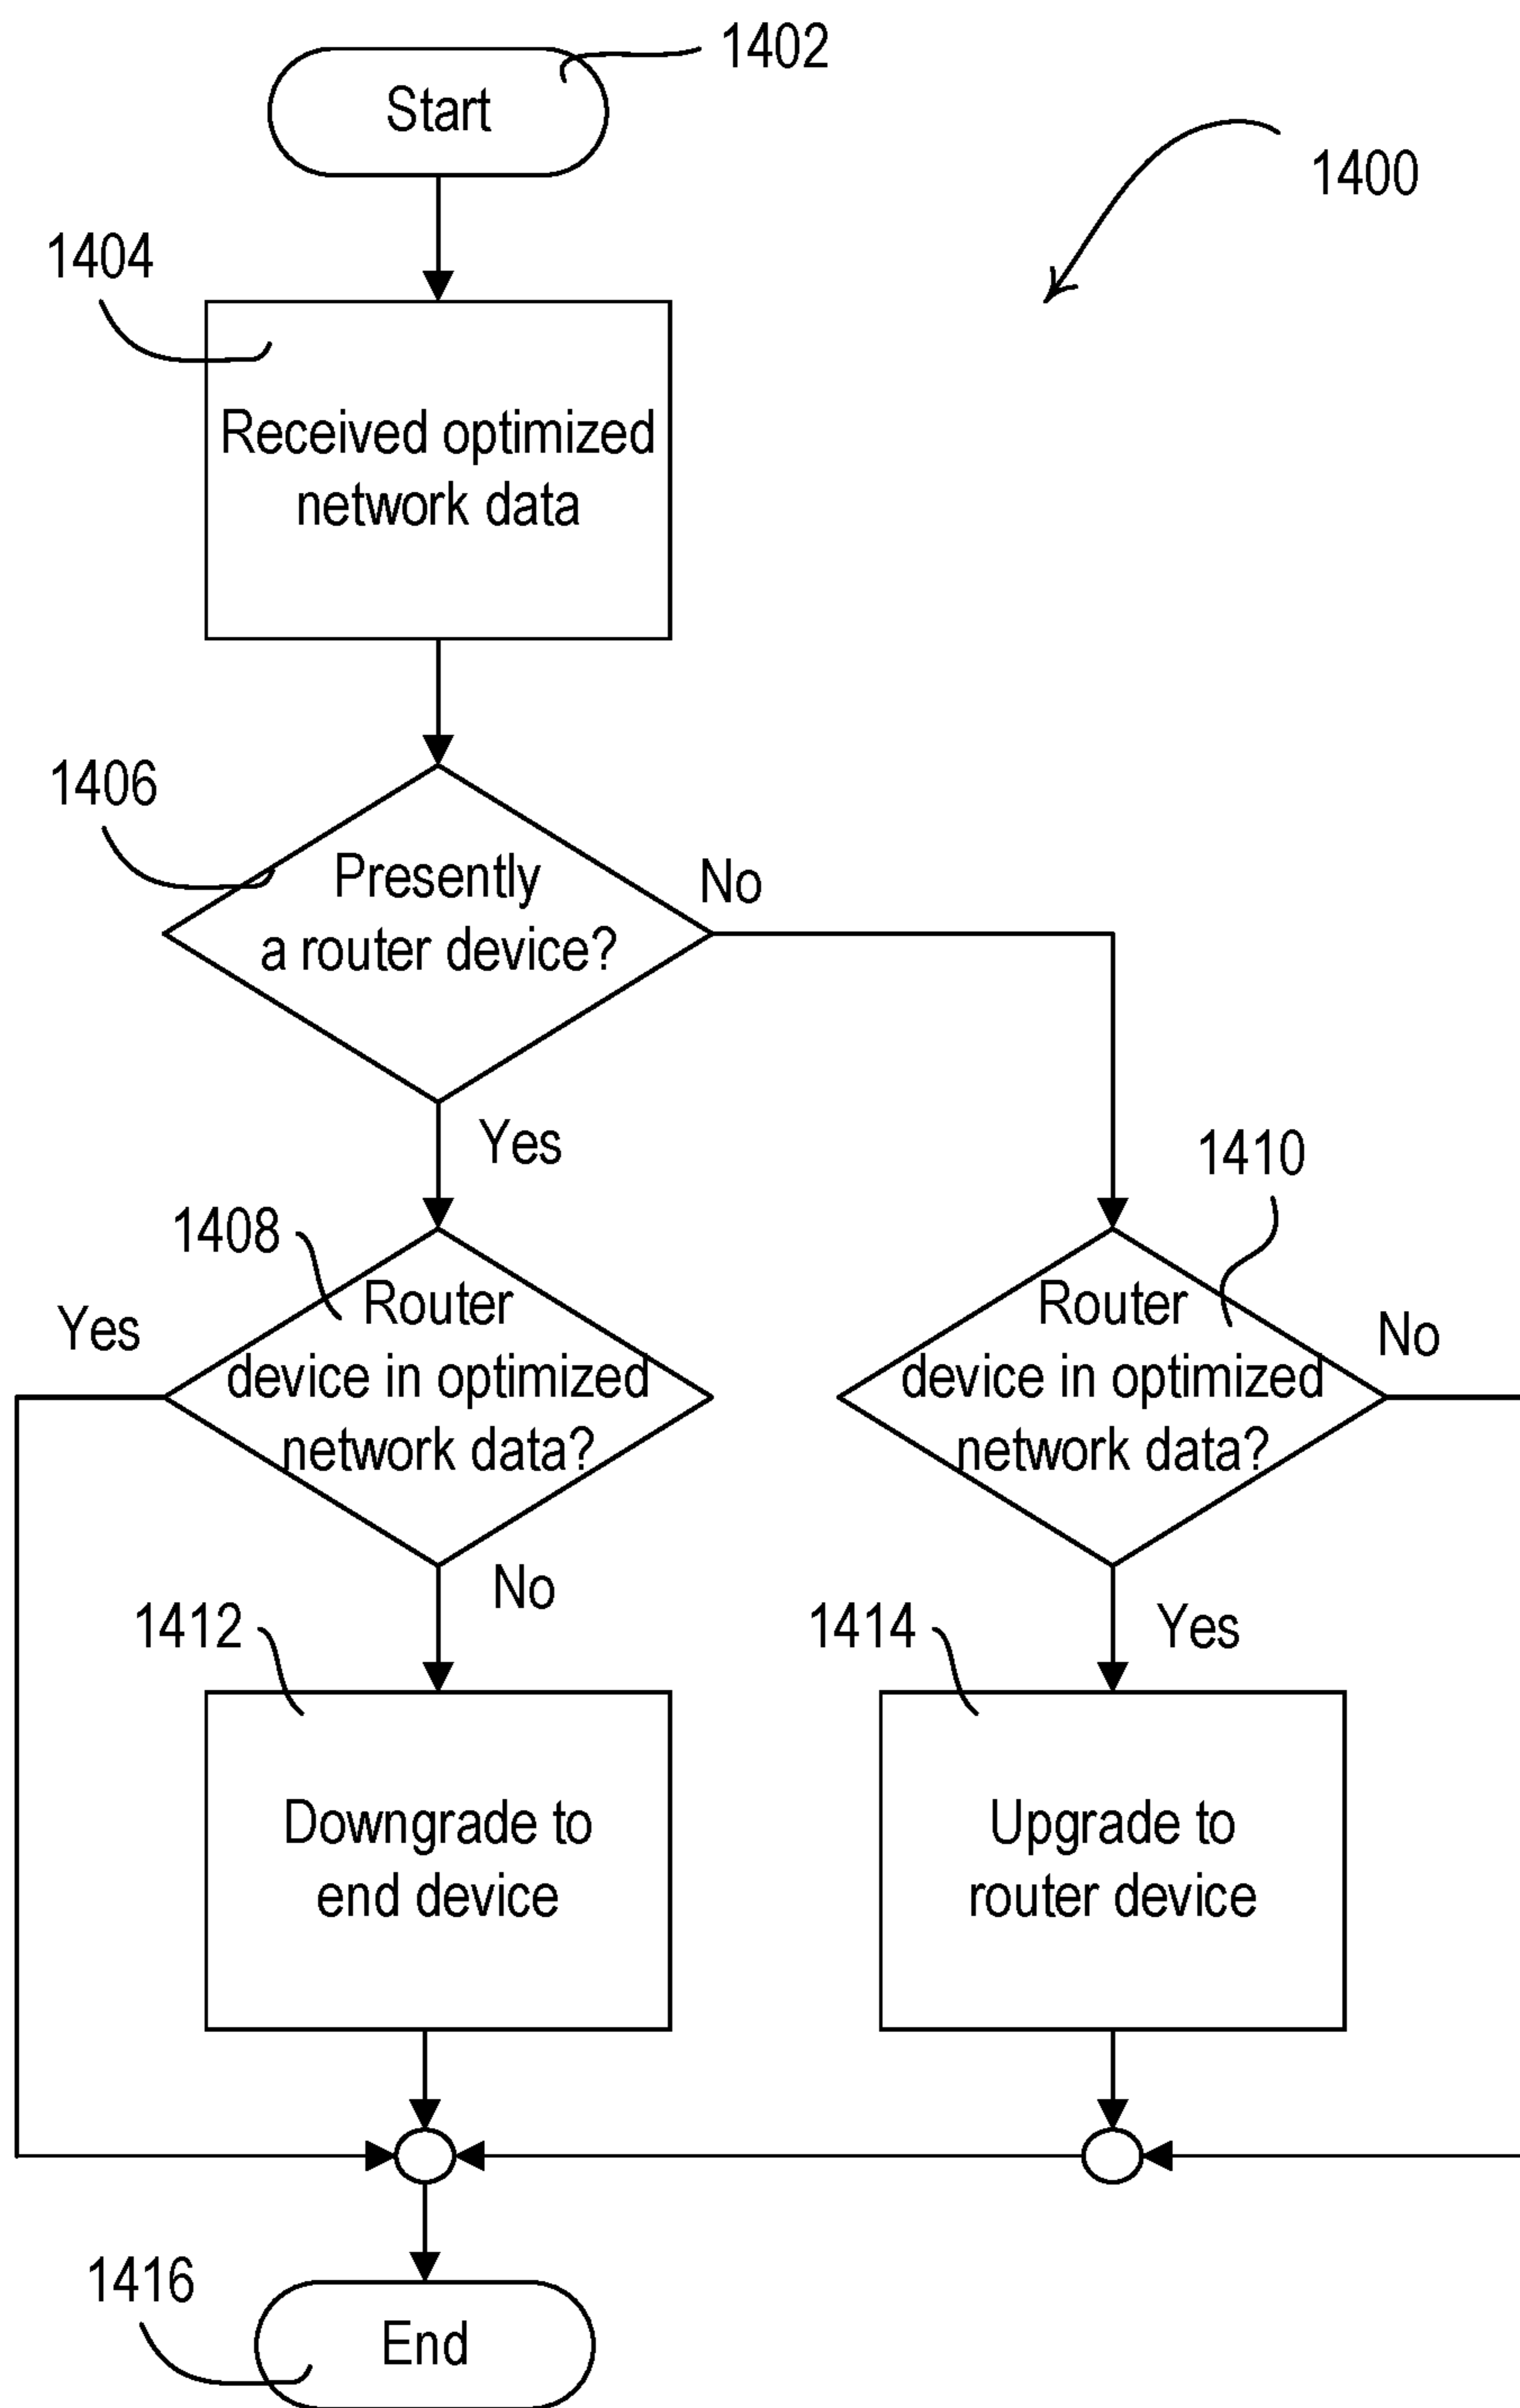 1402
Start
1400
1404
Received optimized
network data
1406
Presently
a router device?
No
Yes
1408
Router
device in optimized
network data?
Yes
1410
Router
device in optimized
network data?
No
No
1412
Yes
1414
Downgrade to
end device
Upgrade to
router device
1416
End